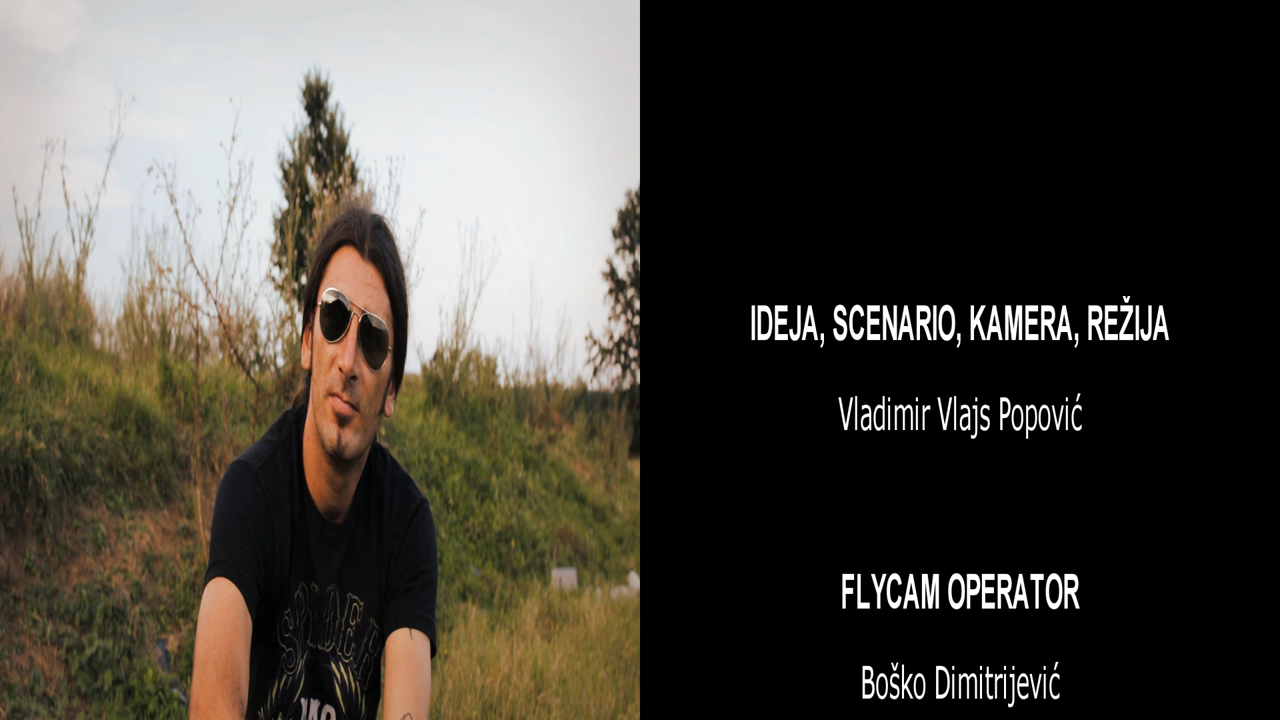 IDEJA, SCENARIO, KAMERA, REŽIJA
Vladimir Vlajs Popović
FLYCAM OPERATOR
Boško Dimitrijević